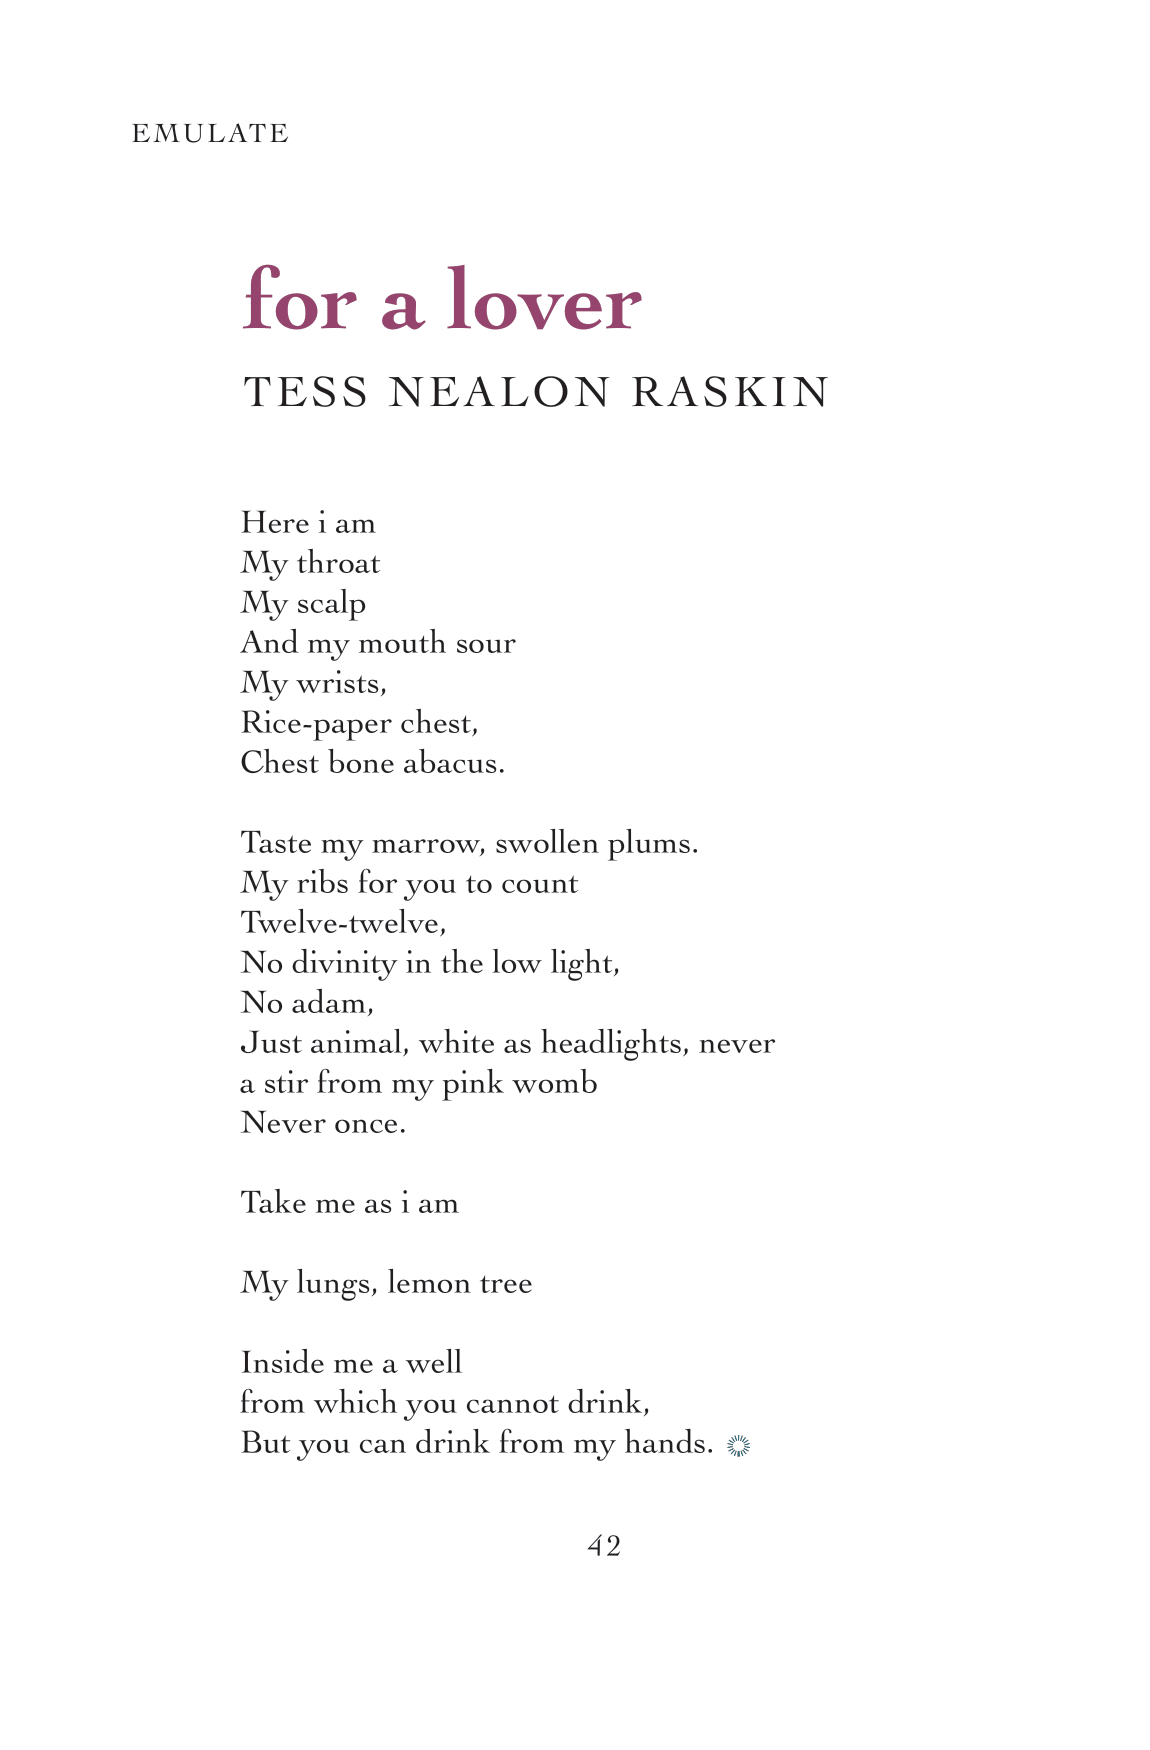 EMULATE
for a lover
TESS NEALON RASKIN
Here i am
My throat
My scalp
And my mouth sour
My wrists,
Rice-paper chest,
Chest bone abacus.
Taste my marrow, swollen plums.
My ribs for you to count
Twelve-twelve,
No divinity in the low light,
No adam,
Just animal, white as headlights, never
a stir from my pink womb
Never once.
Take me as i am
My lungs, lemon tree
Inside me a well
from which you cannot drink,
But you can drink from my hands.
42